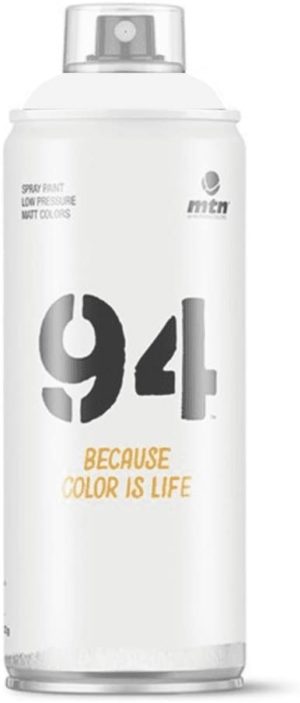 SPRAY PAINT
LOW PRESSURE
MATT COLORS
mtn
94
BECAUSE
COLOR IS LIFE